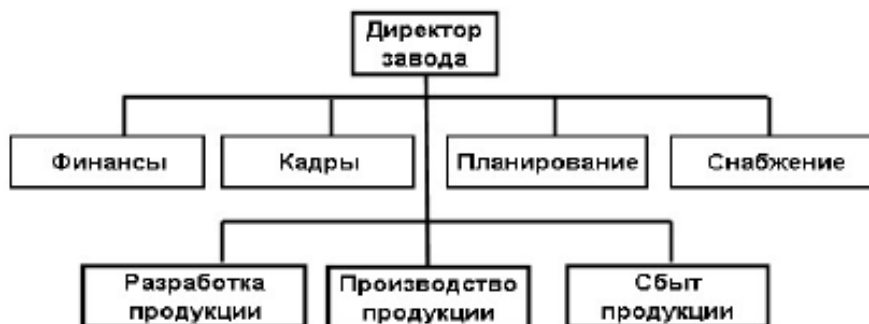 Директор
завода
Финансы
Кадры
Планирование
Снабжение
Разработка
продукции
Производство
продукции
Сбыт
продукции